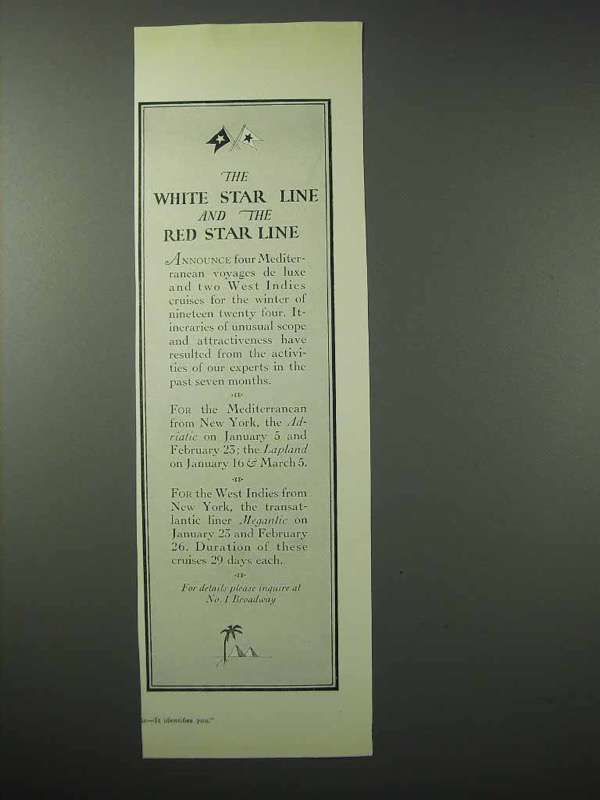 THE
WHITE STAR LINE
AND THE
RED STAR LINE
ANNOUNCE four Mediter-
ranean voyages de luxe
and two West Indies
cruises for the winter of
nineteen twenty four. It-
ineraries of unusual scope
and attractiveness have
resulted from the activi-
ties of our experts in the
past seven months.
FOR the Mediterranean
from New York, the Ad-
riatic on January 5 and
February 23; the Lapland
on January 16 & March 5.
FOR the West Indies from
New York, the transat-
lantic liner Megantic on
January 23 and February
26. Duration of these
cruises 29 days each.
For details please inquire at
No. 1 Broadway
—It identifies you."